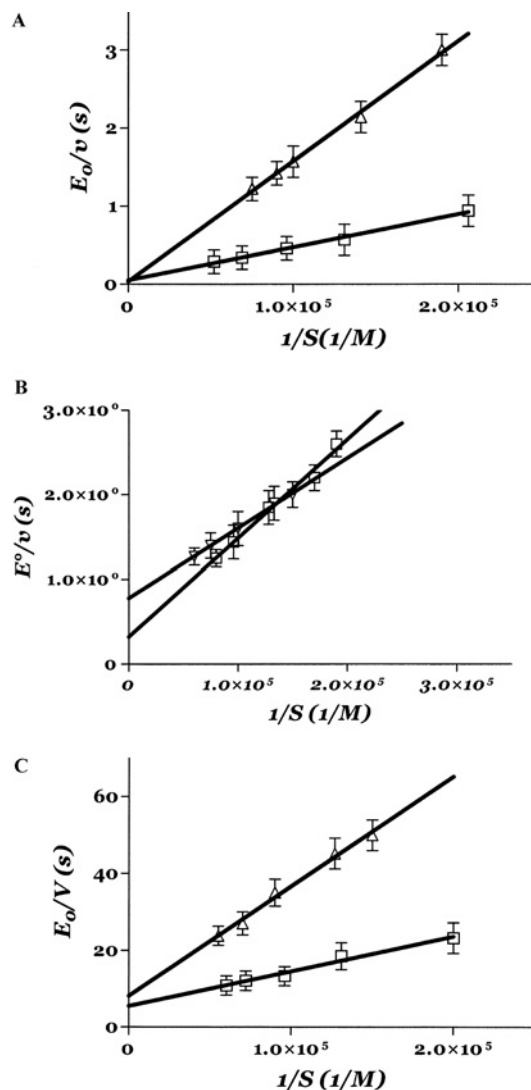 A
3
2
1
0
E₀/v (s)
0
1.0×10⁵
2.0×10⁵
1/S(1/M)
B
3.0×10⁰
2.0×10⁰
1.0×10⁰
0
E⁰/v (s)
0
1.0×10⁵
2.0×10⁵
3.0×10⁵
1/S (1/M)
C
60
40
20
0
E₀/V (s)
0
1.0×10⁵
2.0×10⁵
1/S (1/M)